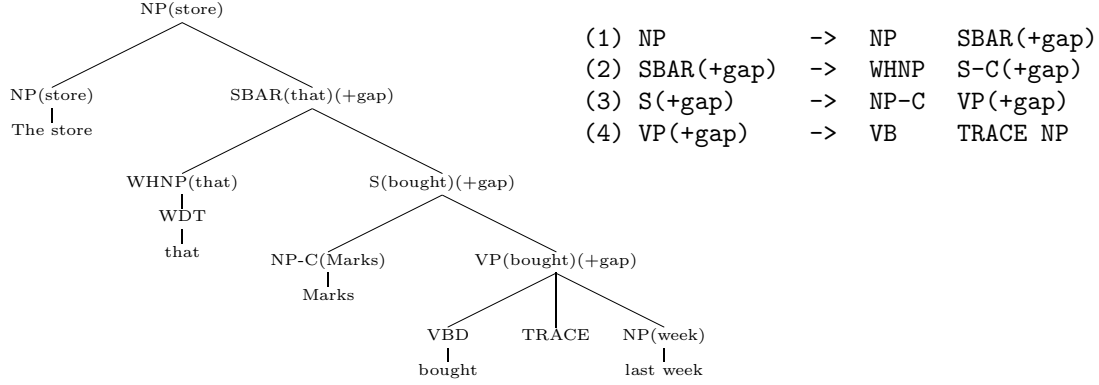 NP(store)
NP(store) SBAR(that)(+gap)
The store
WHNP(that) S(bought)(+gap)
WDT
that
NP-C(Marks) VP(bought)(+gap)
Marks
VBD TRACE NP(week)
bought last week
(1) NP -> NP SBAR(+gap)
(2) SBAR(+gap) -> WHNP S-C(+gap)
(3) S(+gap) -> NP-C VP(+gap)
(4) VP(+gap) -> VB TRACE NP